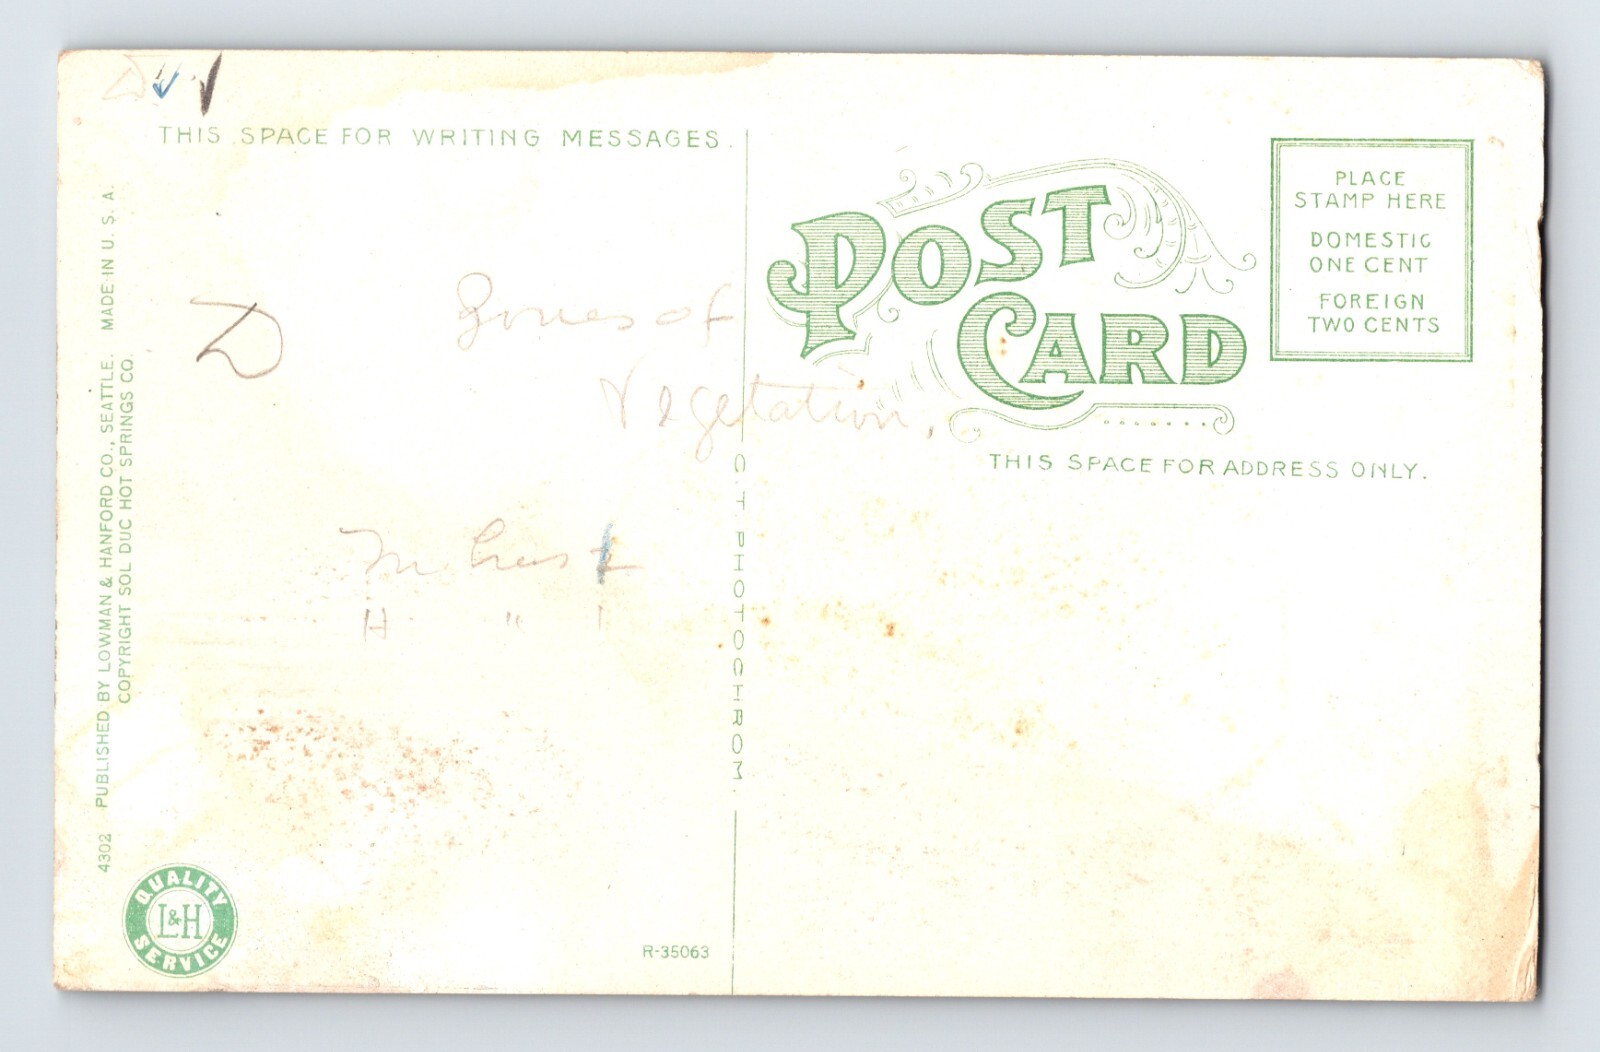 D
THIS SPACE FOR WRITING MESSAGES.
POST CARD
PLACE
STAMP HERE
DOMESTIC
ONE CENT
FOREIGN
TWO CENTS
THIS SPACE FOR ADDRESS ONLY.
D
Zones of
Vegetation,
C.T. PHOTOCHROM
4302 PUBLISHED BY LOWMAN & HANFORD CO., SEATTLE. MADE IN U. S. A.
COPYRIGHT SOL DUC HOT SPRINGS CO.
QUALITY
L&H
SERVICE
R-35063